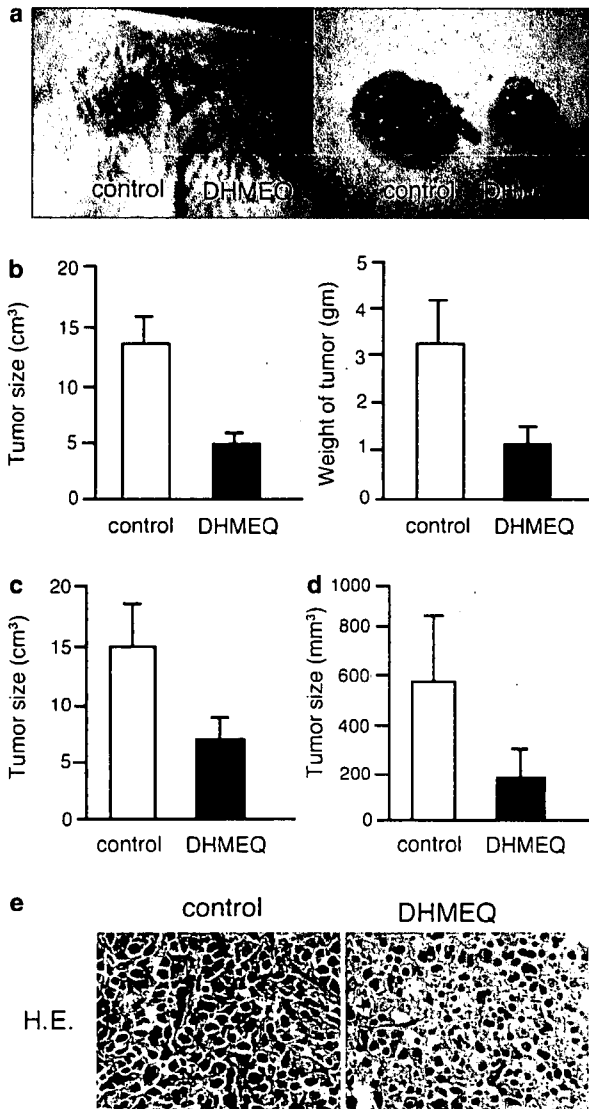 a
control DHMEQ
control
b
Tumor size (cm³)
20
15
10
5
0
control DHMEQ
Weight of tumor (gm)
5
4
3
2
1
0
control DHMEQ
c
Tumor size (cm³)
20
15
10
5
0
control DHMEQ
d
Tumor size (mm³)
1000
800
600
400
200
0
control DHMEQ
e
control DHMEQ
H.E.